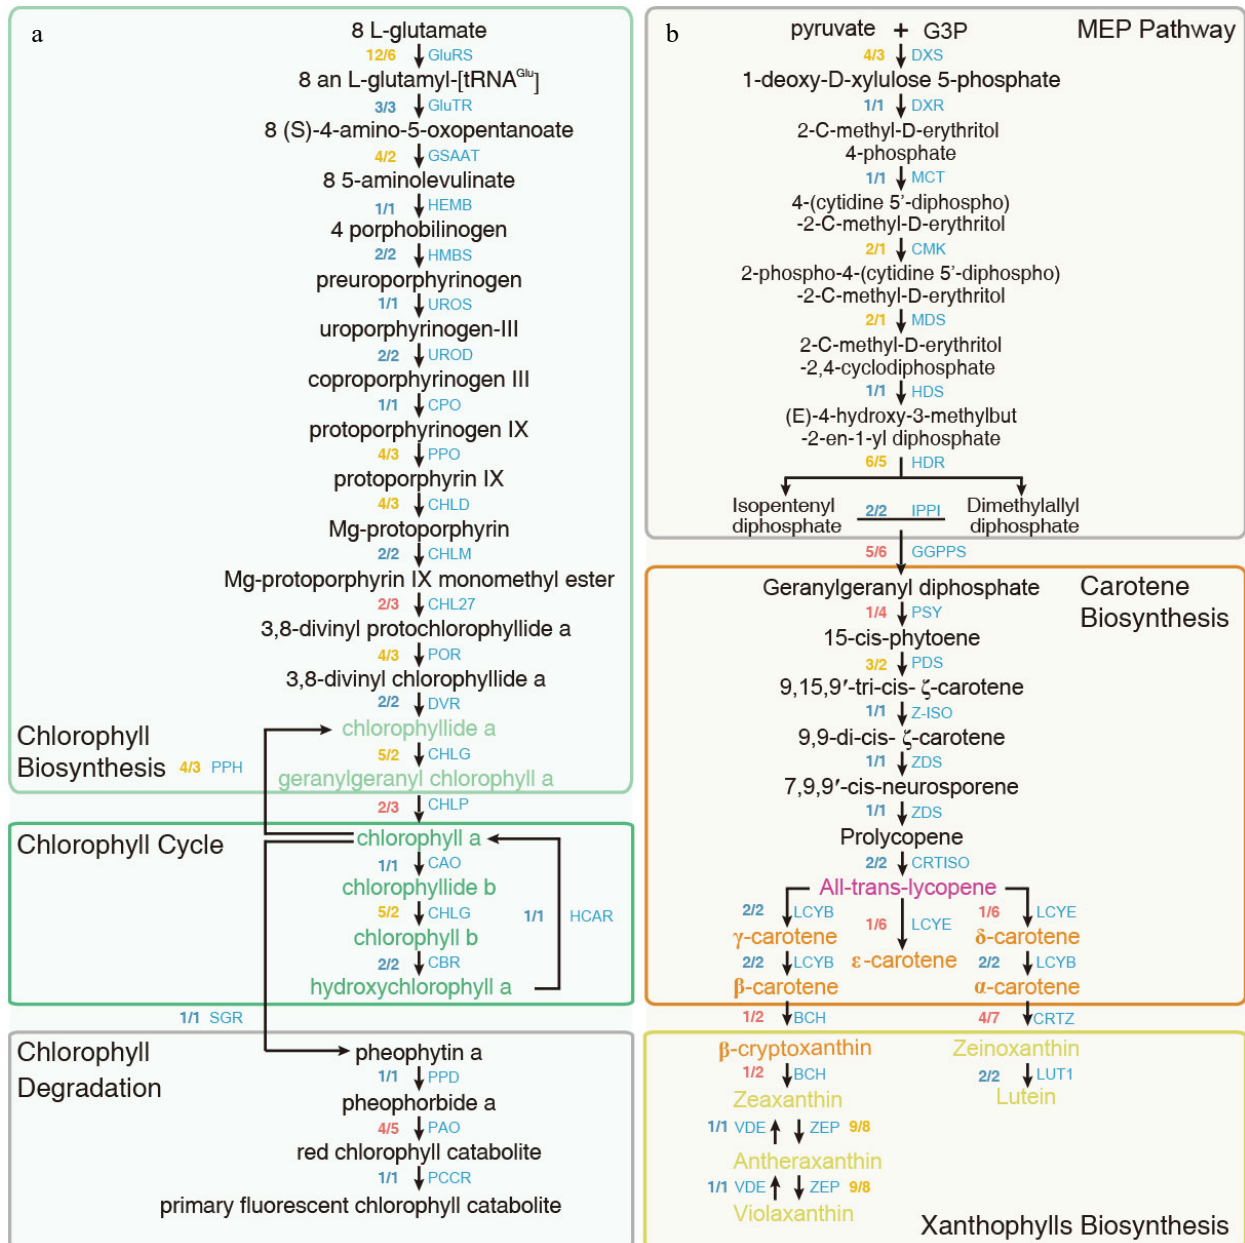 a
8 L-glutamate
12/6 GluRS
8 an L-glutamyl-[tRNAGlu]
3/3 GluTR
8 (S)-4-amino-5-oxopentanoate
4/2 GSAAT
8 5-aminolevulinate
1/1 HEMB
4 porphobilinogen
2/2 HMBS
preuroporphyrinogen
1/1 UROS
uroporphyrinogen-III
2/2 UROD
coproporphyrinogen III
1/1 CPO
protoporphyrinogen IX
4/3 PPO
protoporphyrin IX
4/3 CHLD
Mg-protoporphyrin
2/2 CHLM
Mg-protoporphyrin IX monomethyl ester
2/3 CHL27
3,8-divinyl protochlorophyllide a
4/3 POR
3,8-divinyl chlorophyllide a
2/2 DVR
chlorophyllide a
Chlorophyll
Biosynthesis
4/3 PPH
5/2 CHLG
geranylgeranyl chlorophyll a
2/3 CHLP
Chlorophyll Cycle
chlorophyll a
1/1 CAO
chlorophyllide b
5/2 CHLG
1/1 HCAR
chlorophyll b
2/2 CBR
hydroxychlorophyll a
1/1 SGR
Chlorophyll
Degradation
pheophytin a
1/1 PPD
pheophorbide a
4/5 PAO
red chlorophyll catabolite
1/1 PCCR
primary fluorescent chlorophyll catabolite
b
MEP Pathway
pyruvate + G3P
4/3 DXS
1-deoxy-D-xylulose 5-phosphate
1/1 DXR
2-C-methyl-D-erythritol
4-phosphate
1/1 MCT
4-(cytidine 5’-diphospho)
-2-C-methyl-D-erythritol
2/1 CMK
2-phospho-4-(cytidine 5’-diphospho)
-2-C-methyl-D-erythritol
2/1 MDS
2-C-methyl-D-erythritol
-2,4-cyclodiphosphate
1/1 HDS
(E)-4-hydroxy-3-methylbut
-2-en-1-yl diphosphate
6/5 HDR
Isopentenyl
diphosphate
2/2 IPPI
Dimethylallyl
diphosphate
5/6 GGPPS
Carotene
Biosynthesis
Geranylgeranyl diphosphate
1/4 PSY
15-cis-phytoene
3/2 PDS
9,15,9′-tri-cis- ζ-carotene
1/1 Z-ISO
9,9-di-cis- ζ-carotene
1/1 ZDS
7,9,9′-cis-neurosporene
1/1 ZDS
Prolycopene
2/2 CRTISO
All-trans-lycopene
2/2 LCYB
1/6 LCYE
1/6 LCYE
γ-carotene
ε-carotene
δ-carotene
2/2 LCYB
2/2 LCYB
β-carotene
α-carotene
1/2 BCH
4/7 CRTZ
β-cryptoxanthin
Zeinoxanthin
1/2 BCH
2/2 LUT1
Zeaxanthin
Lutein
1/1 VDE ZEP 9/8
Antheraxanthin
1/1 VDE ZEP 9/8
Violaxanthin
Xanthophylls Biosynthesis